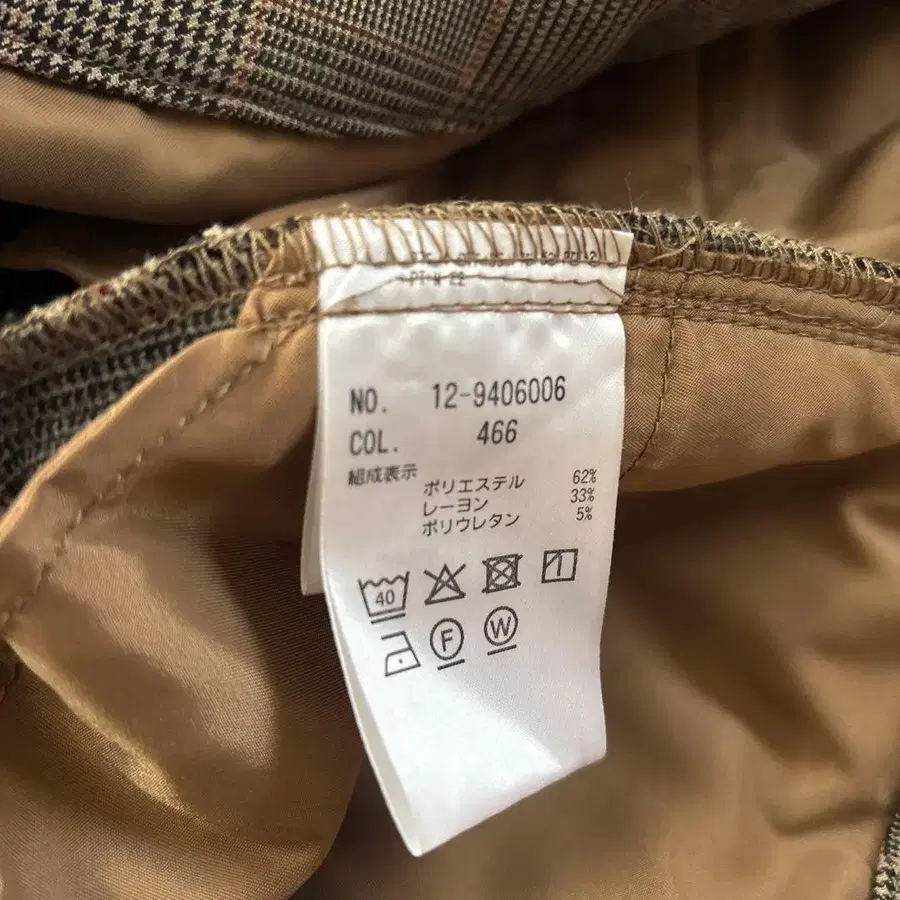 NO. 12-9406006
COL. 466
組成表示
ポリエステル 62%
レーヨン 33%
ポリウレタン 5%
40
F W